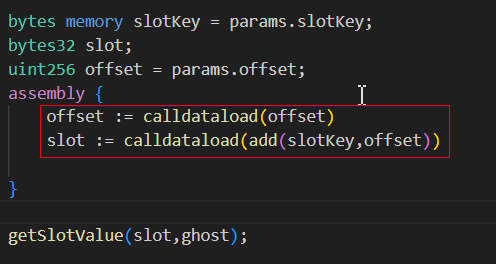 bytes memory slotKey = params.slotKey;
bytes32 slot;
uint256 offset = params.offset;
assembly {
offset := calldataload(offset)
slot := calldataload(add(slotKey,offset))
}
getSlotValue(slot,ghost);